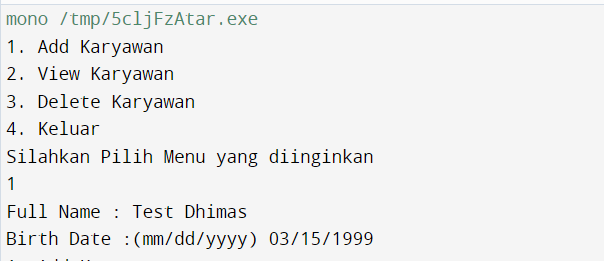 mono /tmp/5cljFzAtar.exe
1. Add Karyawan
2. View Karyawan
3. Delete Karyawan
4. Keluar
Silahkan Pilih Menu yang diinginkan
1
Full Name : Test Dhimas
Birth Date :(mm/dd/yyyy) 03/15/1999